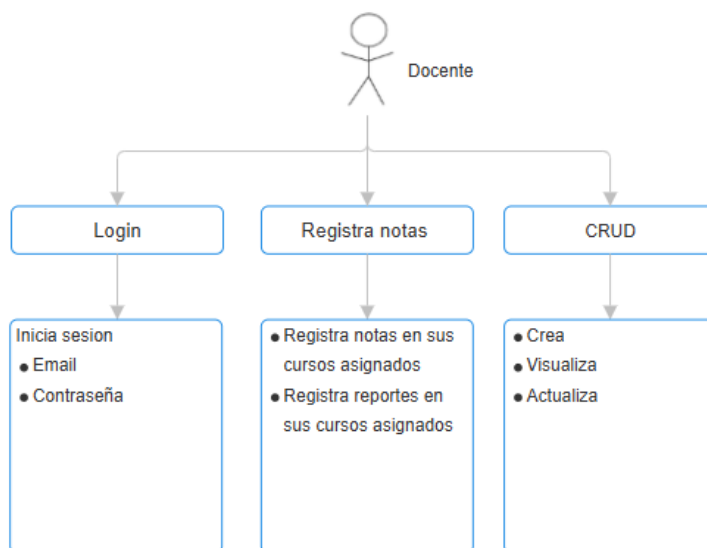 Docente
Login
Registra notas
CRUD
Inicia sesion
● Email
● Contraseña
● Registra notas en sus
cursos asignados
● Registra reportes en
sus cursos asignados
● Crea
● Visualiza
● Actualiza